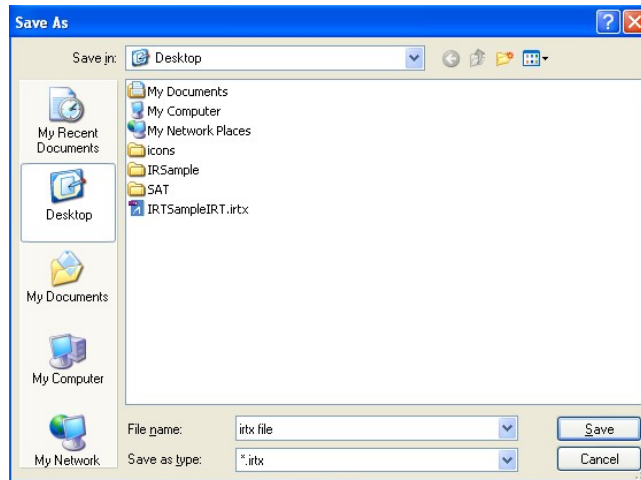 Save As
Save in: Desktop
My Recent
Documents
Desktop
My Documents
My Computer
My Network
My Documents
My Computer
My Network Places
icons
IRSample
SAT
IRTSampleIRT.irtx
File name: irtx file Save
Save as type: *.irtx Cancel